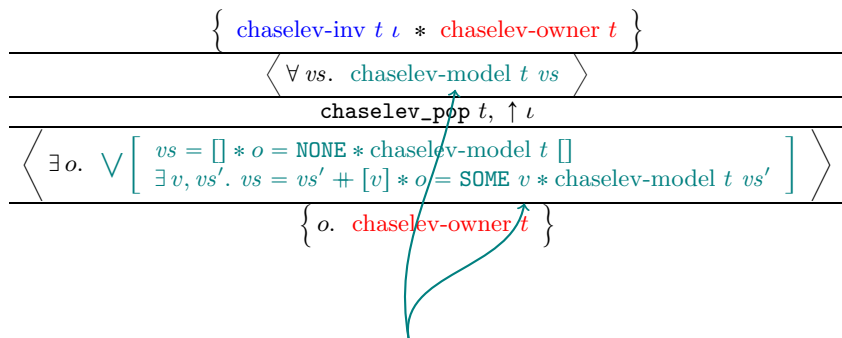 { chaselev-inv t ι * chaselev-owner t }
⟨ ∀ vs. chaselev-model t vs ⟩
chaselev_pop t, ↑ ι
⟨ ∃ o. ⋁ [ vs = [] * o = NONE * chaselev-model t []
∃ v, vs′. vs = vs′ ++ [v] * o = SOME v * chaselev-model t vs′ ] ⟩
{ o. chaselev-owner t }